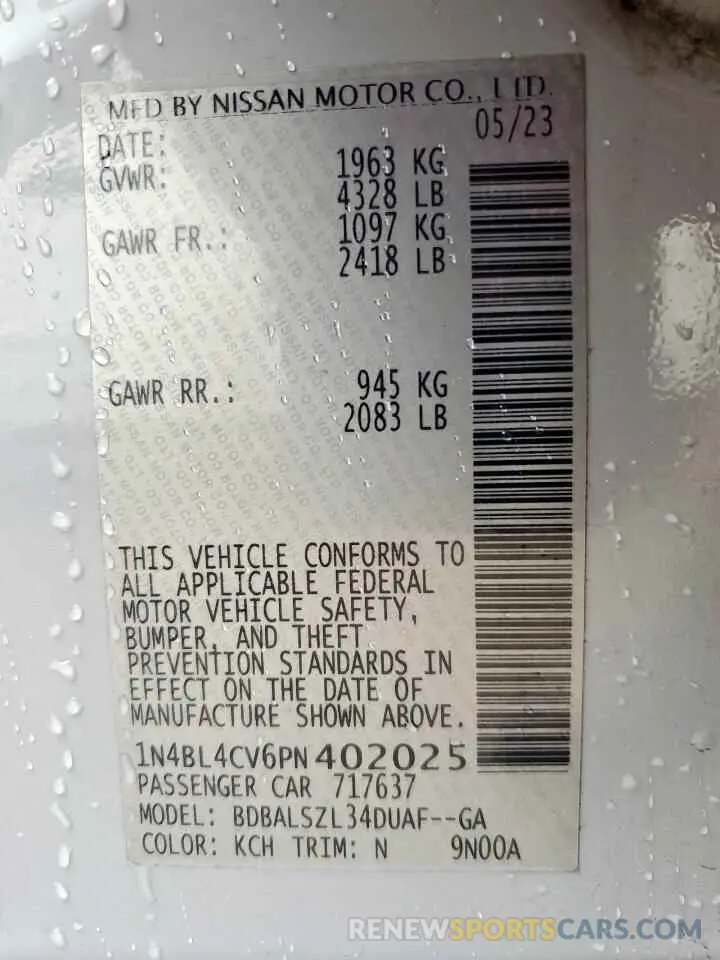 MFD BY NISSAN MOTOR CO., LTD.
DATE: 05/23
GVWR: 1963 KG
4328 LB
GAWR FR.: 1097 KG
2418 LB
GAWR RR.: 945 KG
2083 LB
THIS VEHICLE CONFORMS TO
ALL APPLICABLE FEDERAL
MOTOR VEHICLE SAFETY,
BUMPER, AND THEFT
PREVENTION STANDARDS IN
EFFECT ON THE DATE OF
MANUFACTURE SHOWN ABOVE.
1N4BL4CV6PN402025
PASSENGER CAR 717637
MODEL: BDBALSZL34DUAF--GA
COLOR: KCH TRIM: N 9N00A
RENEWSPORTSCARS.COM